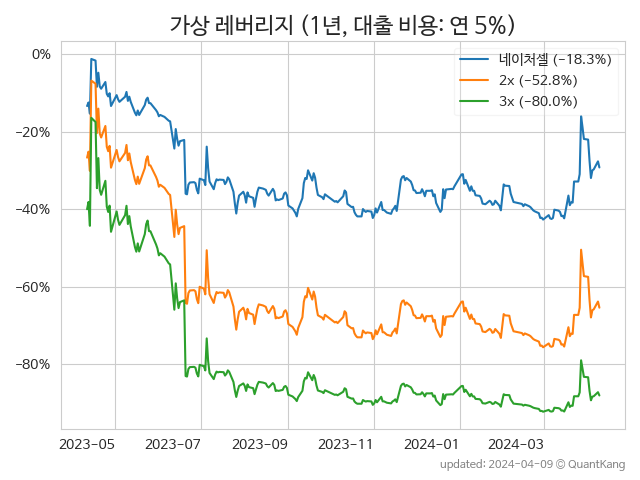 가상 레버리지 (1년, 대출 비용: 연 5%)
네이처셀 (−18.3%)
2x (−52.8%)
3x (−80.0%)
0%
−20%
−40%
−60%
−80%
2023-05 2023-07 2023-09 2023-11 2024-01 2024-03
updated: 2024-04-09 © QuantKang